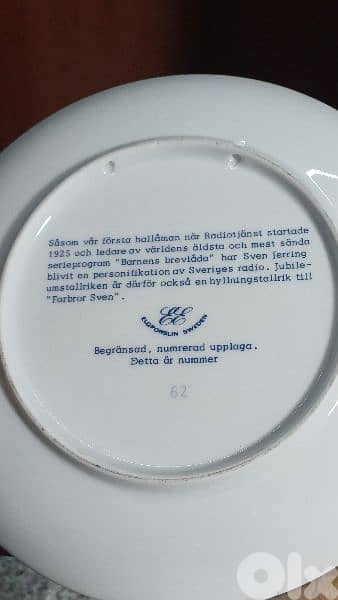 Såsom vår första hallåman när Radiotjänst startade
1925 och ledare av världens äldsta och mest sända
serieprogram "Barnens brevlåda" har Sven Jerring
blivit en personifikation av Sveriges radio. Jubile-
umstallriken är därför också en hyllningstallrik till
"Farbror Sven".
EE
ELGPORSLIN SWEDEN
Begränsad, numrerad upplaga.
Detta är nummer
62
OLX